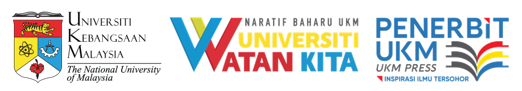 UNIVERSITI
KEBANGSAAN
MALAYSIA
The National University
of Malaysia
NARATIF BAHARU UKM
UNIVERSITI
WATAN KITA
PENERBIT
UKM
UKM PRESS
INSPIRASI ILMU TERSOHOR